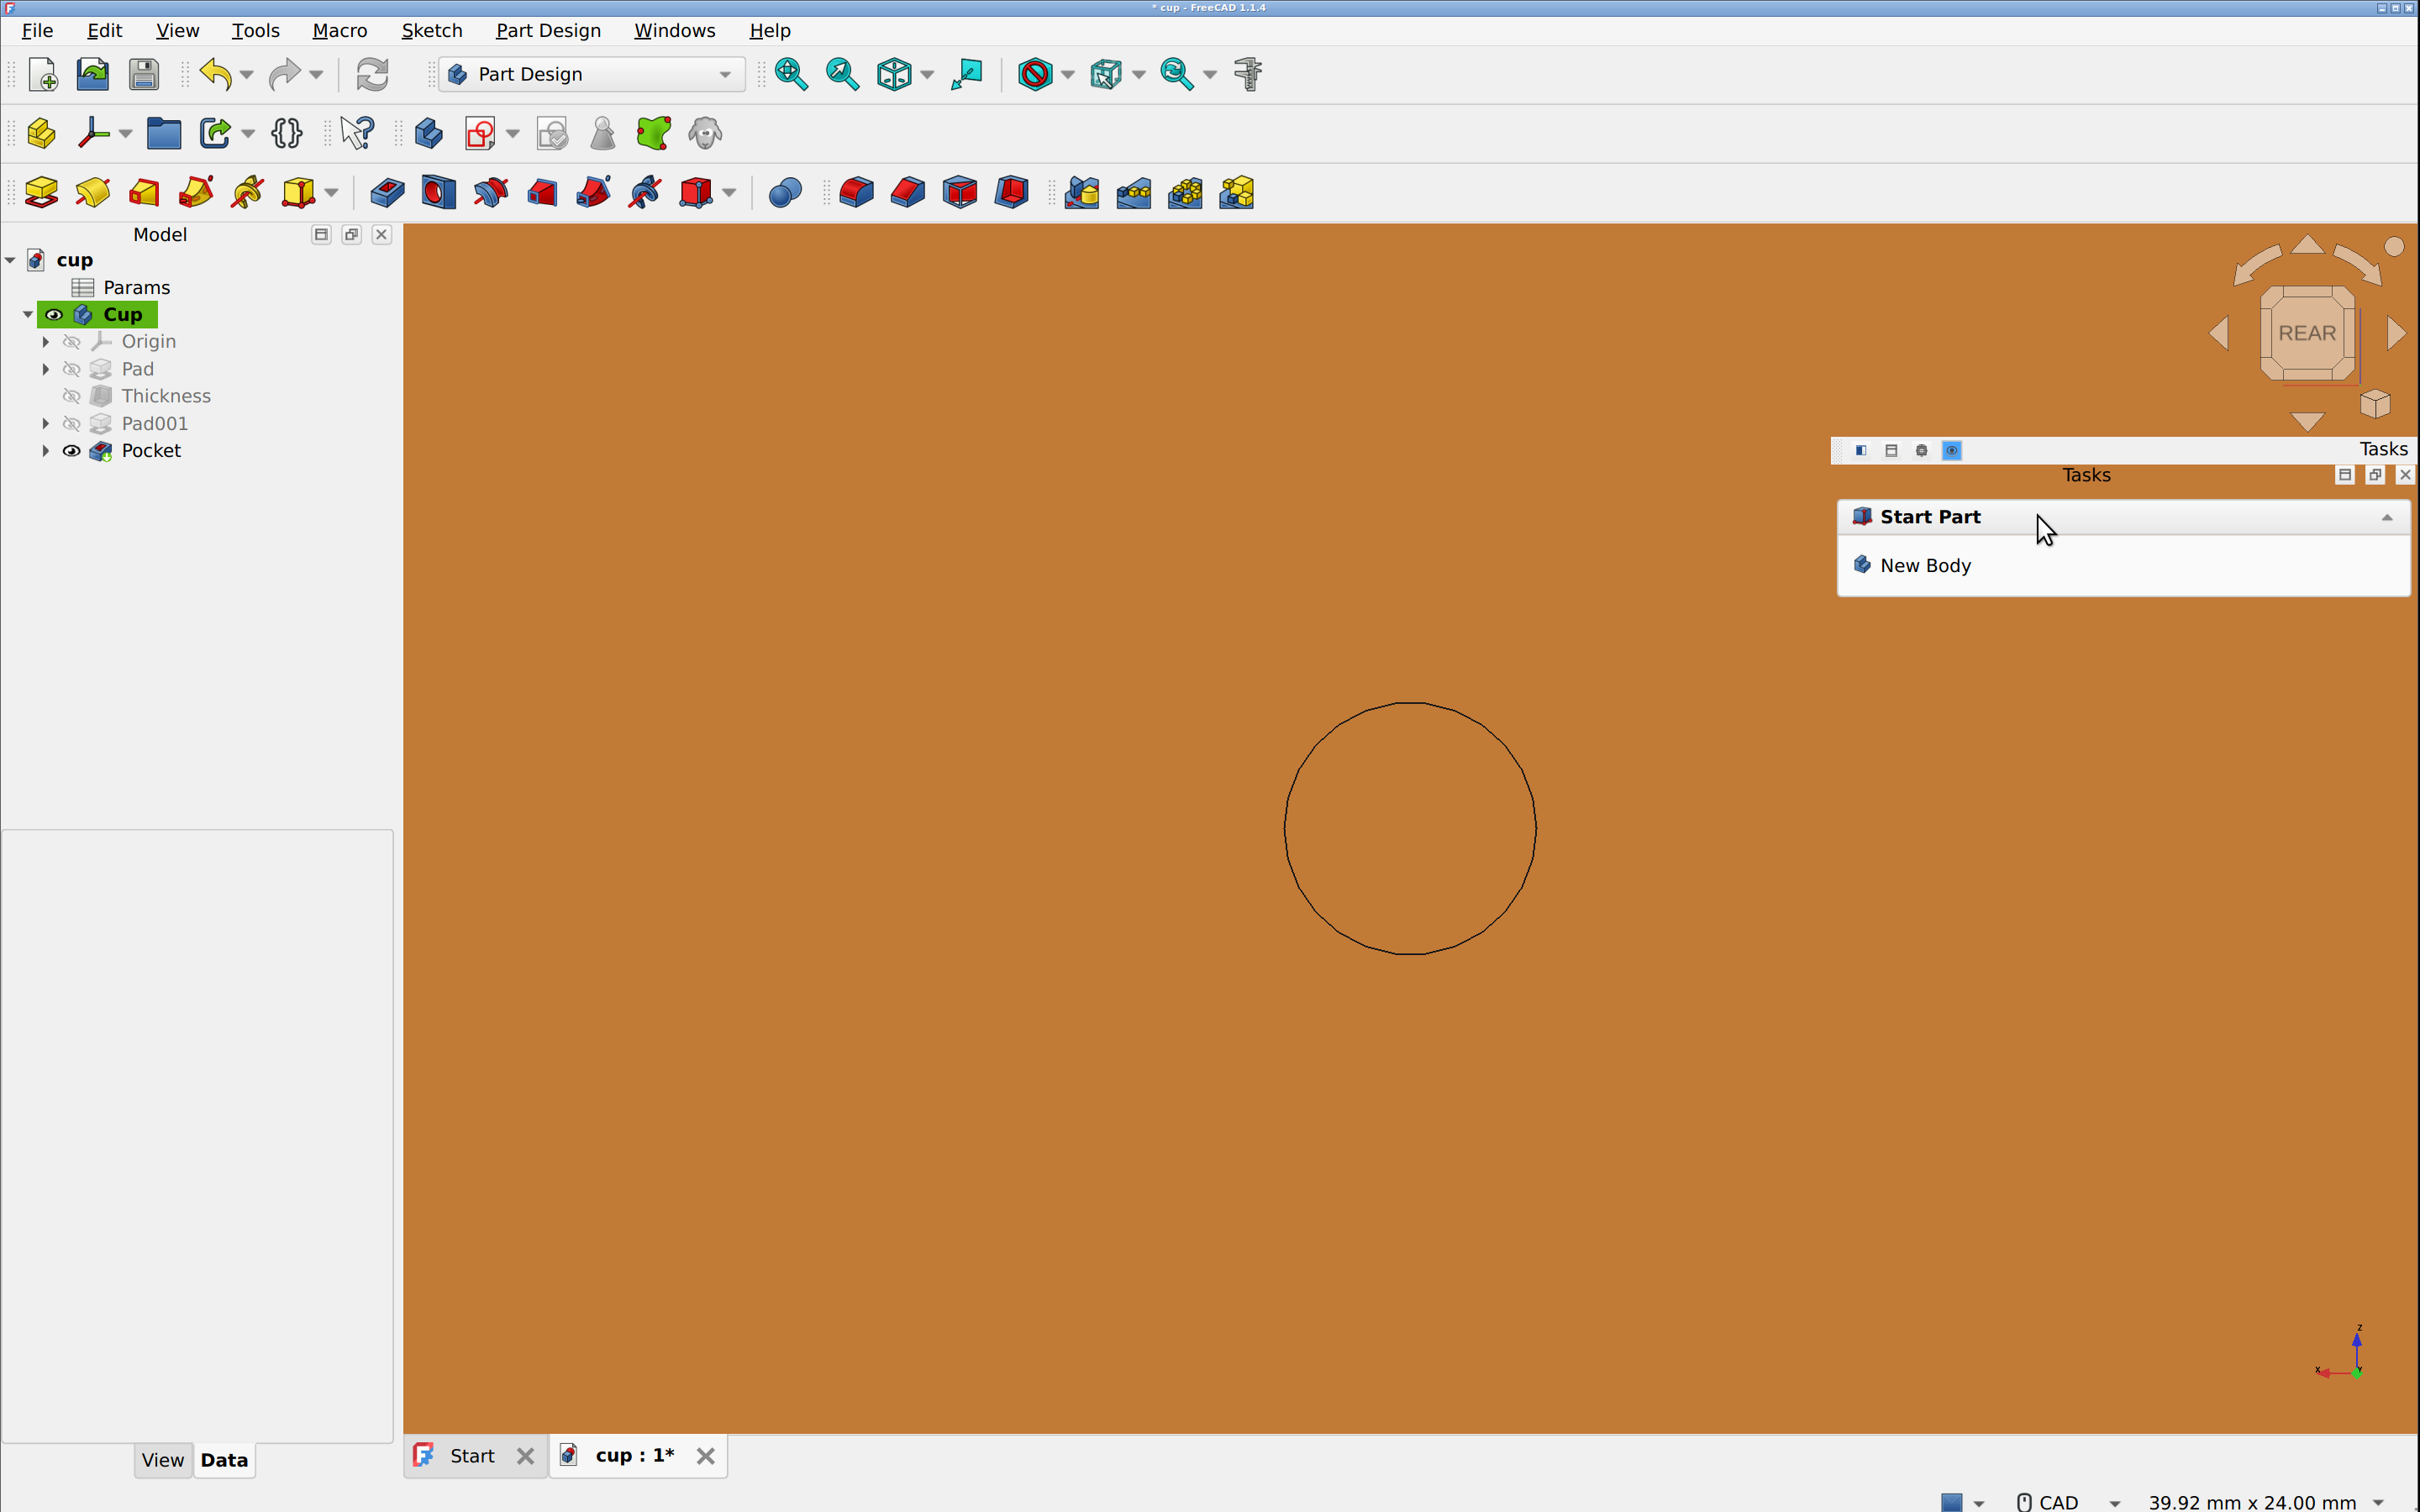 * cup - FreeCAD 1.1.4
File Edit View Tools Macro Sketch Part Design Windows Help
Part Design
Model
cup
Params
Cup
Origin
Pad
Thickness
Pad001
Pocket
REAR
Tasks
Tasks
Start Part
New Body
z
x
Y
View
Data
Start
cup : 1*
CAD
39.92 mm x 24.00 mm